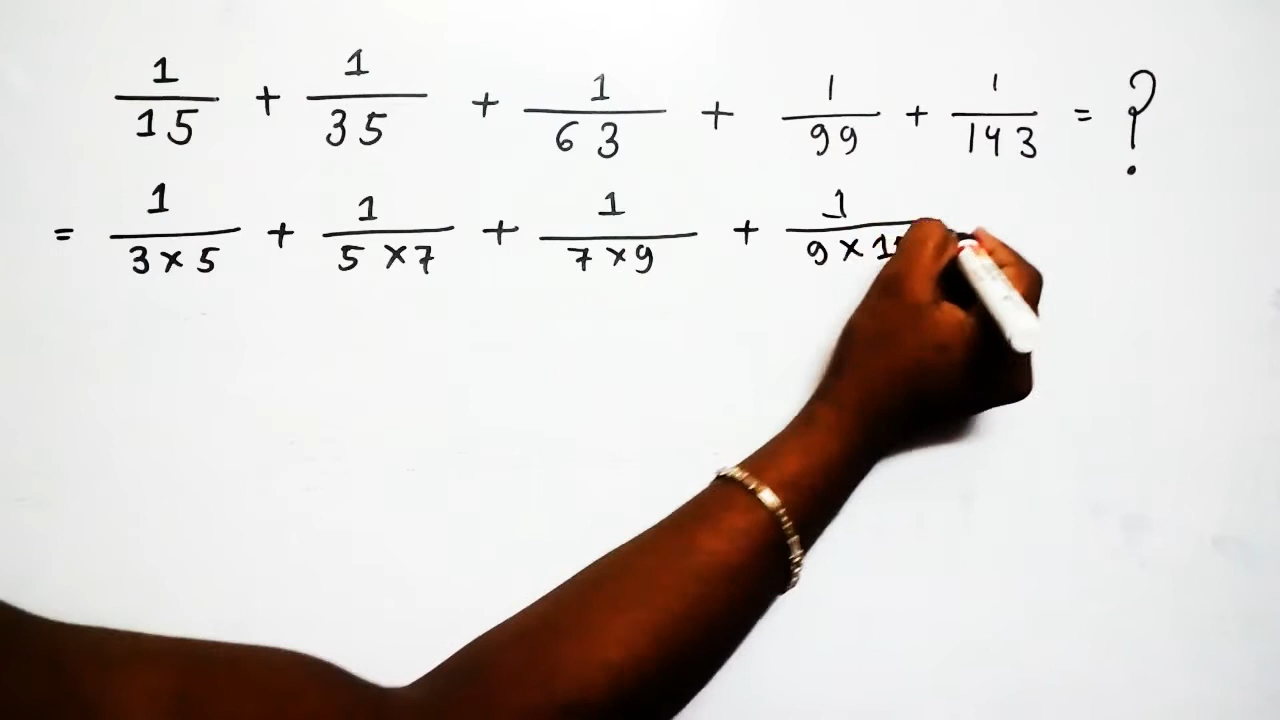 1/15 + 1/35 + 1/63 + 1/99 + 1/143 = ?
= 1/3×5 + 1/5×7 + 1/7×9 + 1/9×1